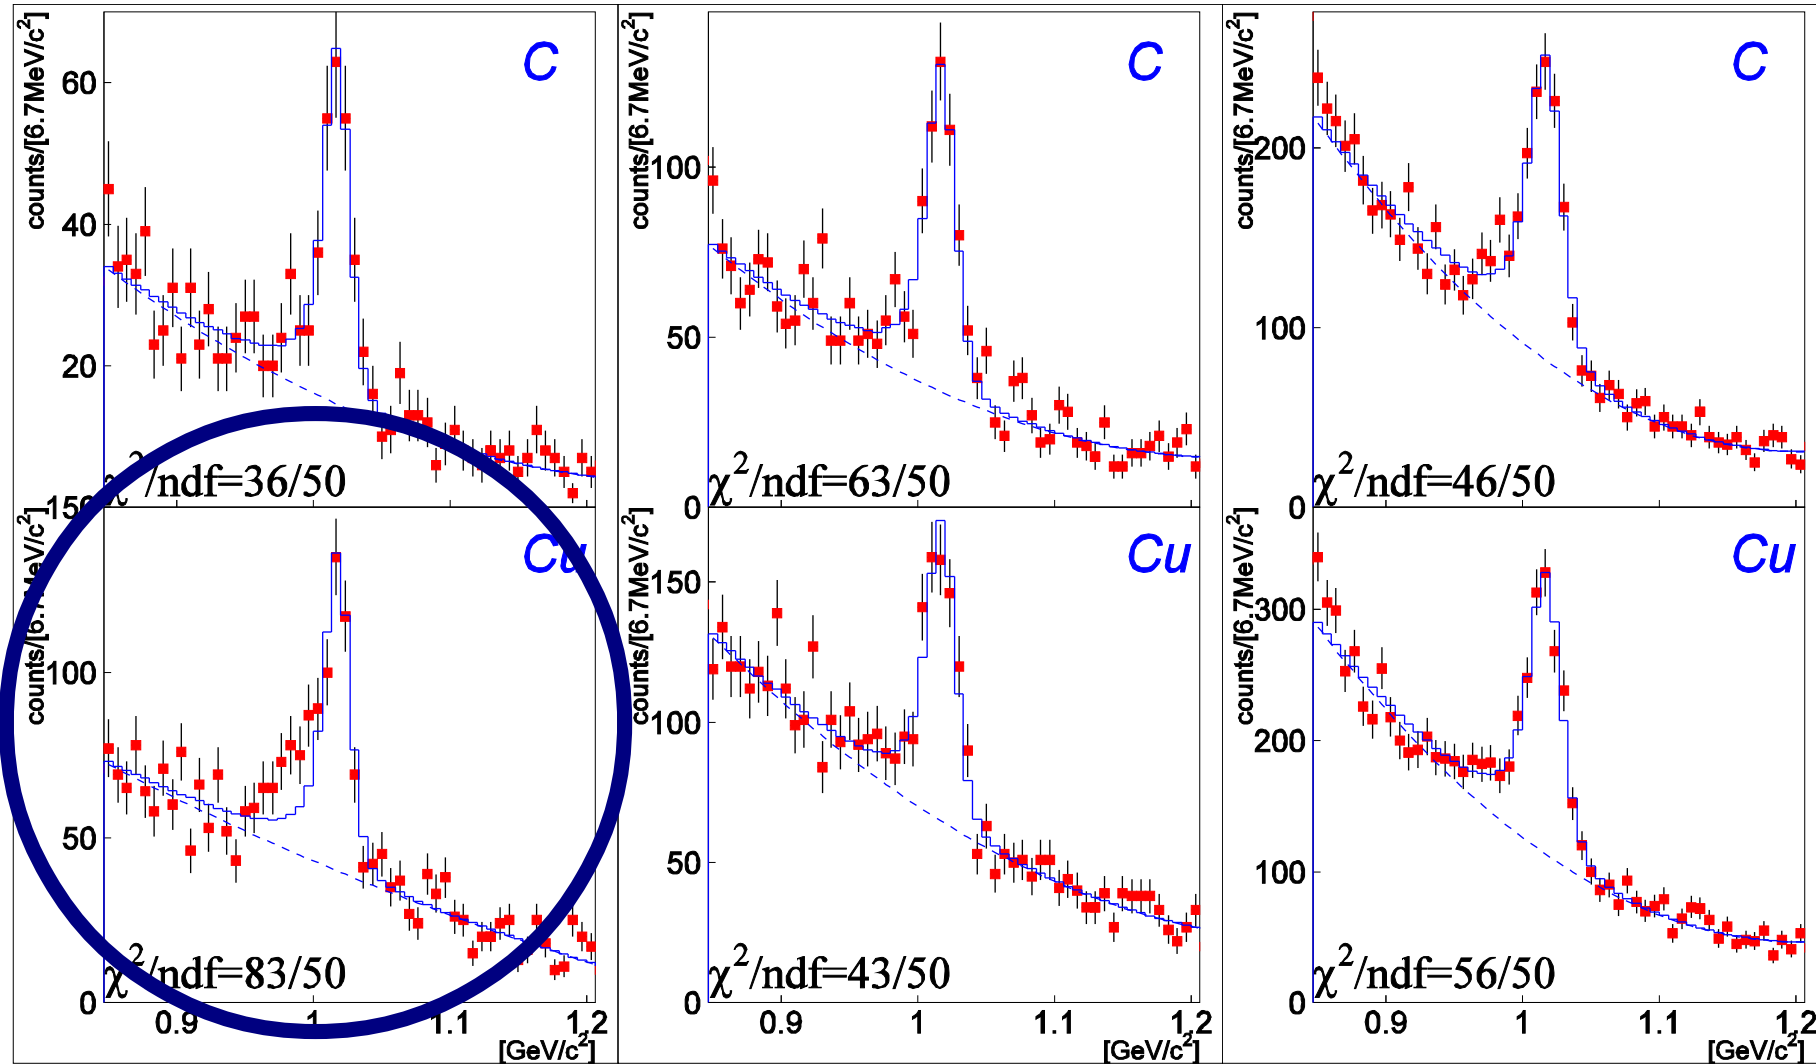 counts/[6.7MeV/c²]
60
40
20
C
χ²/ndf=36/50
counts/[6.7MeV/c²]
100
50
0
C
χ²/ndf=63/50
counts/[6.7MeV/c²]
200
100
0
C
χ²/ndf=46/50
counts/[6.7MeV/c²]
150
100
50
0
Cu
χ²/ndf=83/50
0.9 1 1.1 1.2
[GeV/c²]
counts/[6.7MeV/c²]
150
100
50
0
Cu
χ²/ndf=43/50
0.9 1 1.1 1.2
[GeV/c²]
counts/[6.7MeV/c²]
300
200
100
0
Cu
χ²/ndf=56/50
0.9 1 1.1 1.2
[GeV/c²]